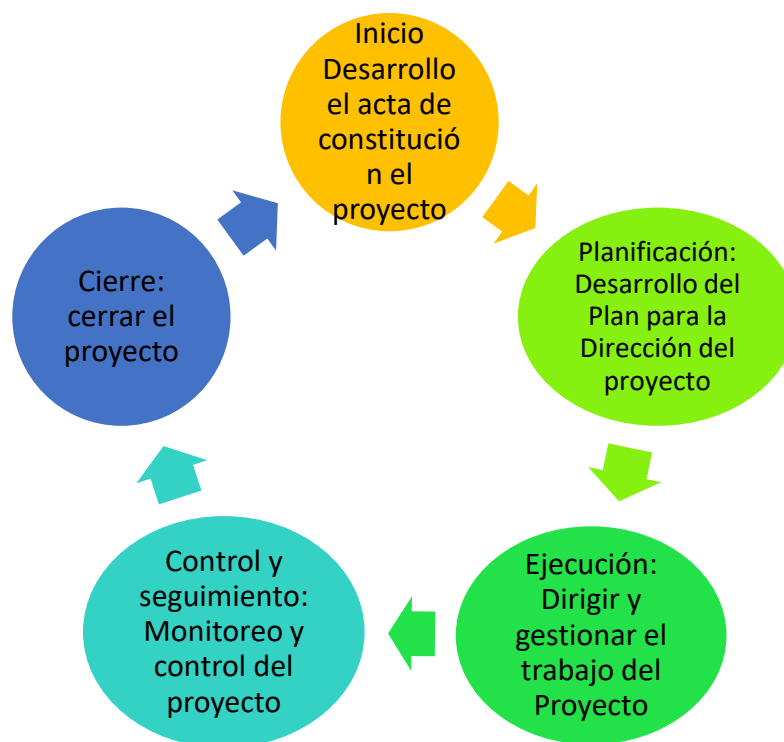 Inicio
Desarrollo
el acta de
constitució
n el
proyecto
Planificación:
Desarrollo del
Plan para la
Dirección del
proyecto
Ejecución:
Dirigir y
gestionar el
trabajo del
Proyecto
Control y
seguimiento:
Monitoreo y
control del
proyecto
Cierre:
cerrar el
proyecto